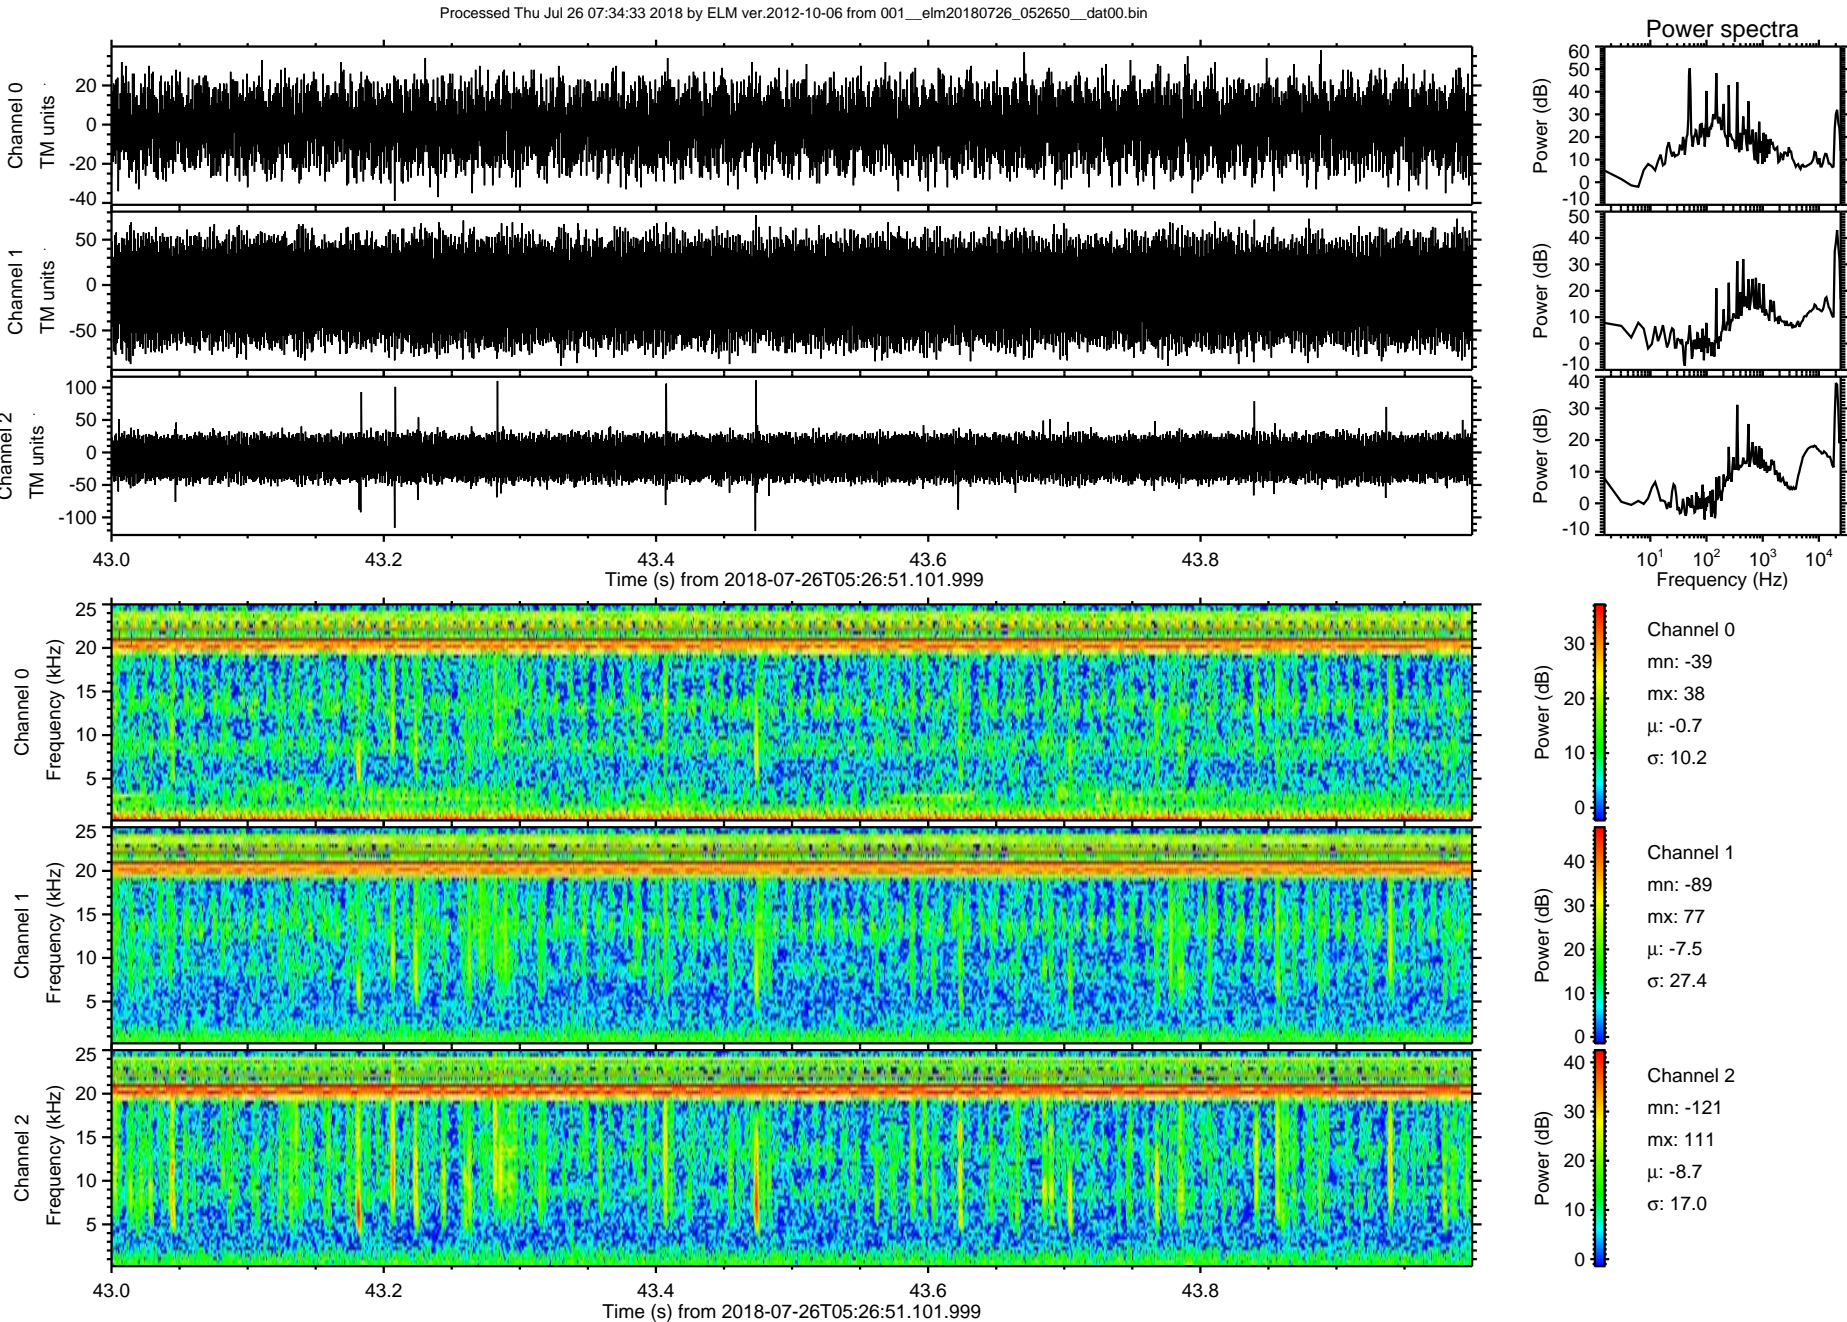 Processed Thu Jul 26 07:34:33 2018 by ELM ver.2012-10-06 from 001__elm20180726_052650__dat00.bin
Power spectra
Channel 0
TM units
20
0
-20
-40
Power (dB)
60
50
40
30
20
10
0
-10
Channel 1
TM units
50
0
-50
Power (dB)
50
40
30
20
10
0
-10
Channel 2
TM units
100
50
0
-50
-100
Power (dB)
40
30
20
10
0
-10
43.0 43.2 43.4 43.6 43.8
Time (s) from 2018-07-26T05:26:51.101.999
10^1 10^2 10^3 10^4
Frequency (Hz)
Channel 0
Frequency (kHz)
25
20
15
10
5
Power (dB)
30
20
10
0
Channel 0
mn: -39
mx: 38
μ: -0.7
σ: 10.2
Channel 1
Frequency (kHz)
25
20
15
10
5
Power (dB)
40
30
20
10
0
Channel 1
mn: -89
mx: 77
μ: -7.5
σ: 27.4
Channel 2
Frequency (kHz)
25
20
15
10
5
Power (dB)
40
30
20
10
0
Channel 2
mn: -121
mx: 111
μ: -8.7
σ: 17.0
43.0 43.2 43.4 43.6 43.8
Time (s) from 2018-07-26T05:26:51.101.999